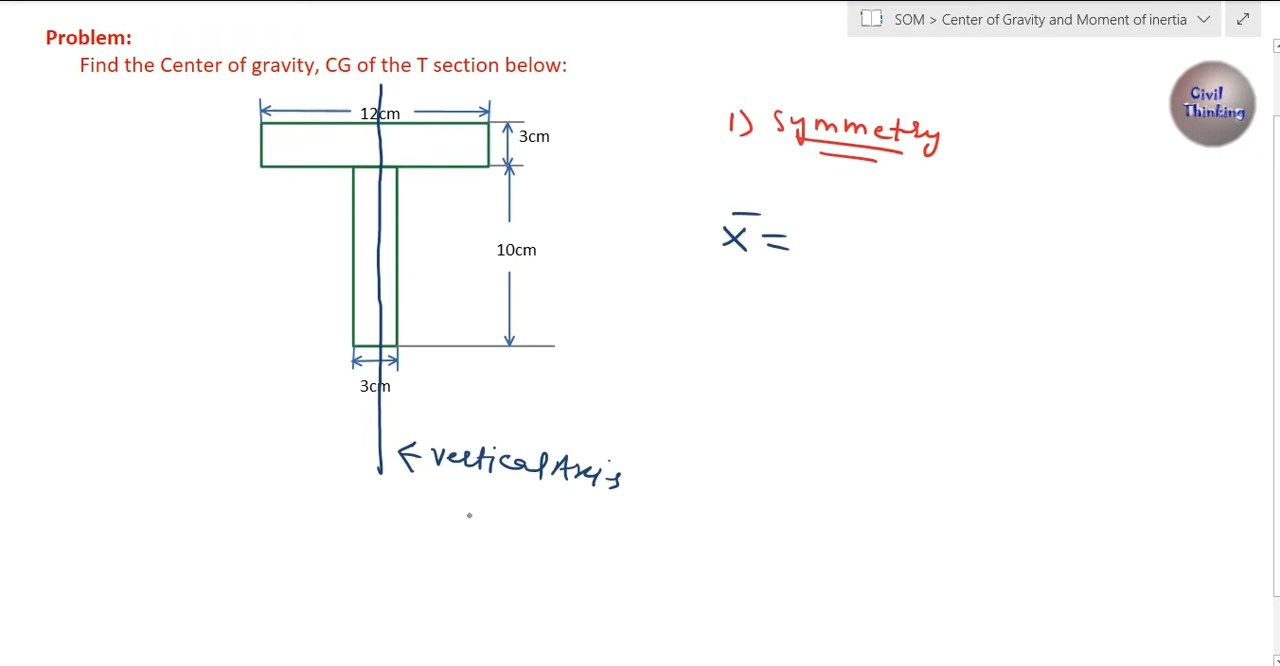 SOM > Center of Gravity and Moment of inertia
Problem:
Find the Center of gravity, CG of the T section below:
Civil
Thinking
12cm
3cm
1) Symmetry
10cm
x̄ =
3cm
← Vertical Axis